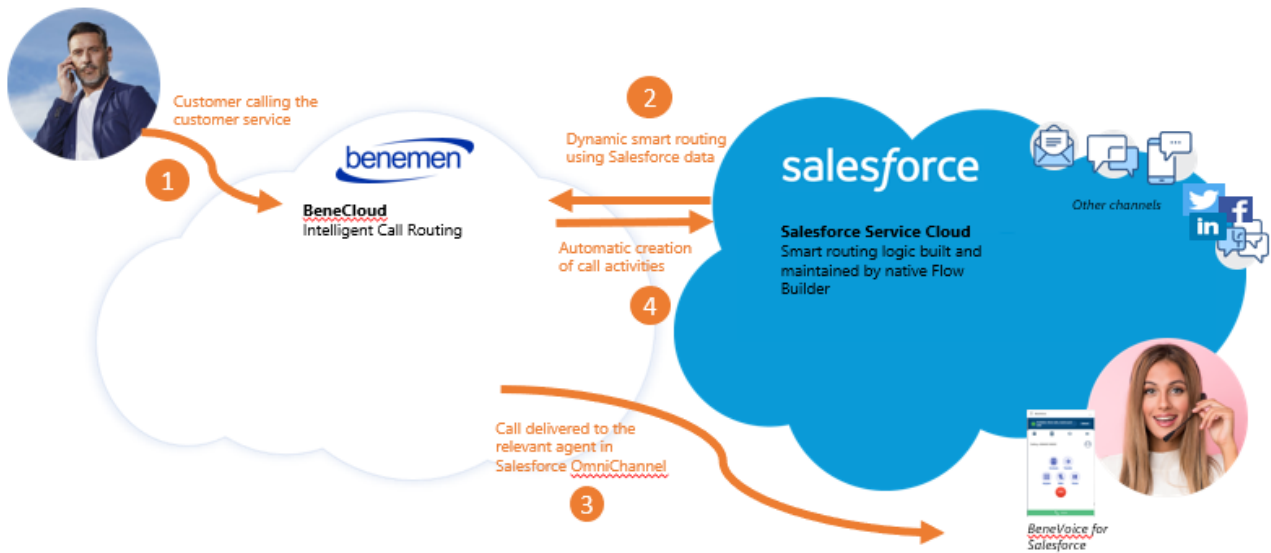 Customer calling the
customer service
1
benemen
BeneCloud
Intelligent Call Routing
2
Dynamic smart routing
using Salesforce data
Automatic creation
of call activities
4
salesforce
Salesforce Service Cloud
Smart routing logic built and
maintained by native Flow
Builder
Other channels
f
in
Call delivered to the
relevant agent in
Salesforce OmniChannel
3
BeneVoice for
Salesforce